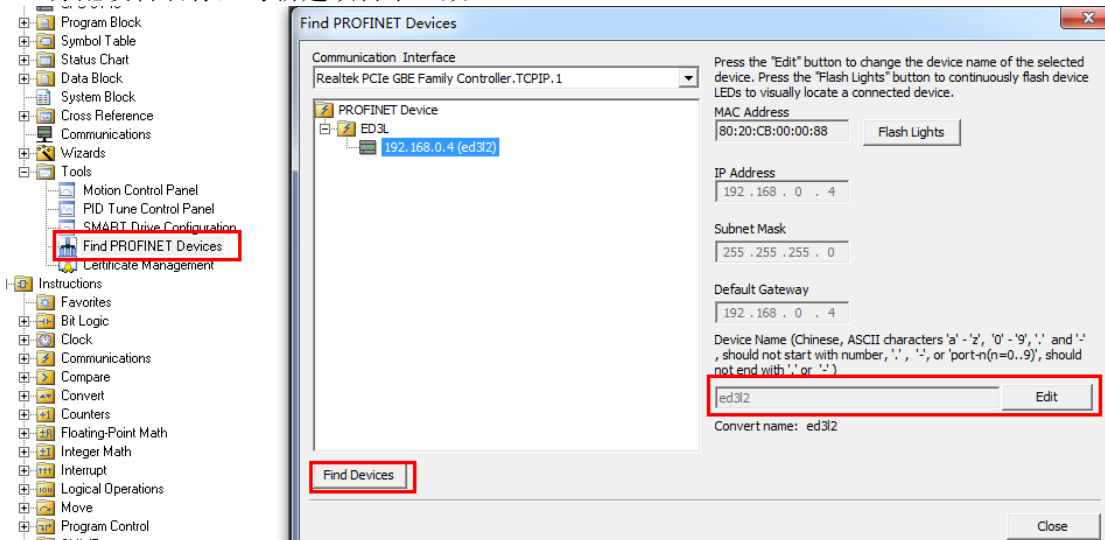 Program Block
Symbol Table
Status Chart
Data Block
System Block
Cross Reference
Communications
Wizards
Tools
Motion Control Panel
PID Tune Control Panel
SMART Drive Configuration
Find PROFINET Devices
Certificate Management
Instructions
Favorites
Bit Logic
Clock
Communications
Compare
Convert
Counters
Floating-Point Math
Integer Math
Interrupt
Logical Operations
Move
Program Control
Find PROFINET Devices
Communication Interface
Realtek PCIe GBE Family Controller.TCPIP.1
PROFINET Device
ED3L
192.168.0.4 (ed3l2)
Find Devices
Press the "Edit" button to change the device name of the selected
device. Press the "Flash Lights" button to continuously flash device
LEDs to visually locate a connected device.
MAC Address
80:20:CB:00:00:88
Flash Lights
IP Address
192 . 168 . 0 . 4
Subnet Mask
255 . 255 . 255 . 0
Default Gateway
192 . 168 . 0 . 4
Device Name (Chinese, ASCII characters 'a' - 'z', '0' - '9', '.' and '-'
, should not start with number, '.' , '-', or 'port-n(n=0..9)', should
not end with '.' or '-' )
ed3l2
Edit
Convert name: ed3l2
Close